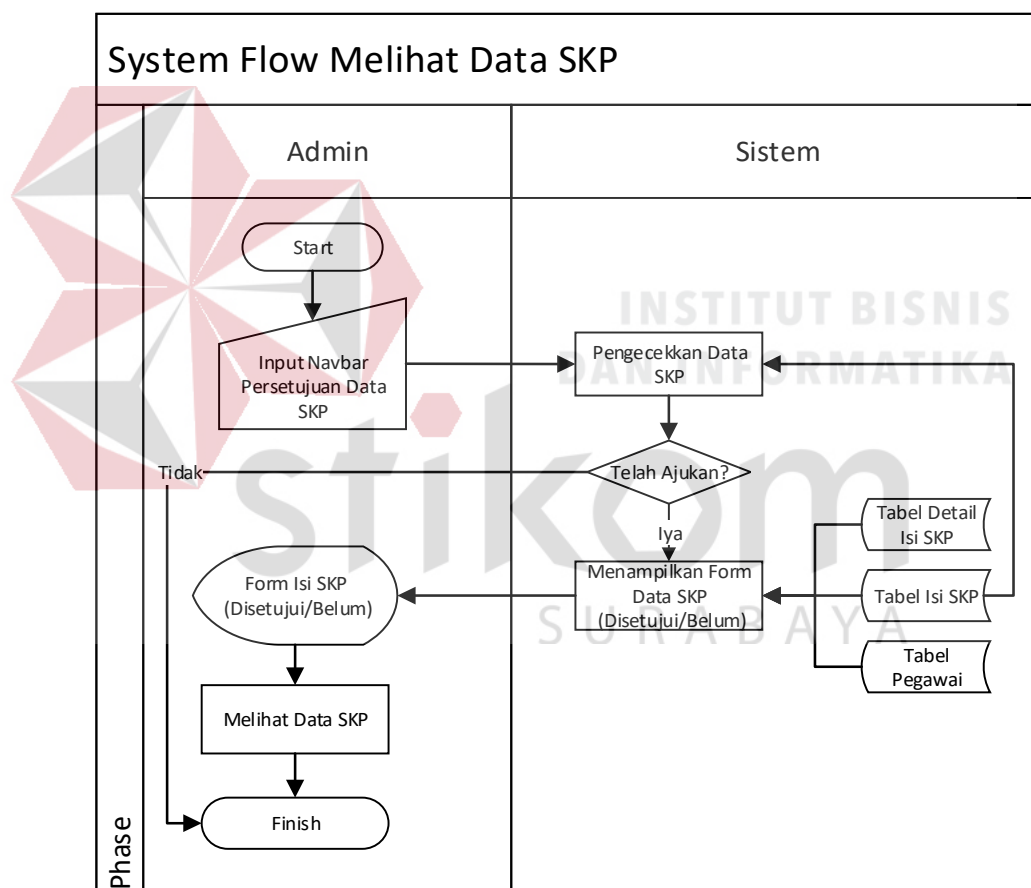 System Flow Melihat Data SKP
Admin
Sistem
Phase
Start
Input Navbar
Persetujuan Data
SKP
Pengecekkan Data
SKP
Telah Ajukan?
Tidak
Iya
Menampilkan Form
Data SKP
(Disetujui/Belum)
Tabel Detail
Isi SKP
Tabel Isi SKP
Tabel
Pegawai
Form Isi SKP
(Disetujui/Belum)
Melihat Data SKP
Finish
INSTITUT BISNIS
DAN INFORMATIKA
stikom
SURABAYA